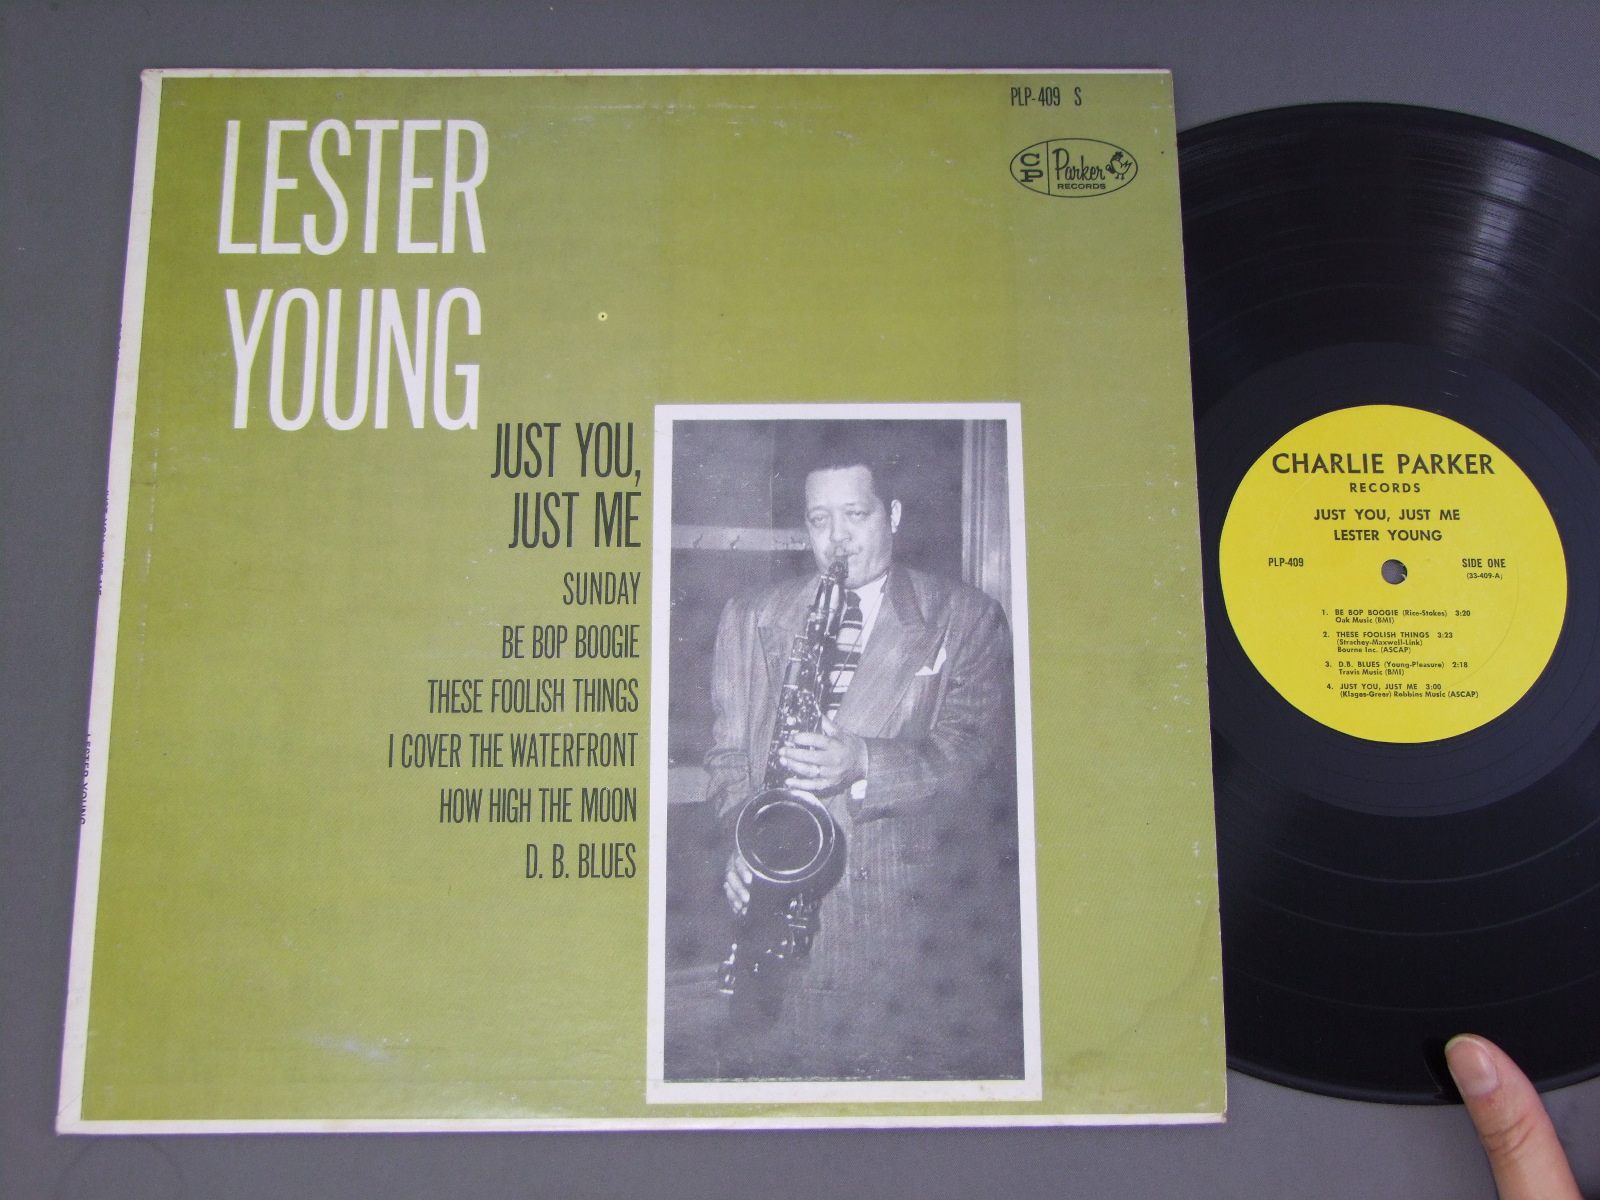 PLP-409 S
LESTER
YOUNG
CP Parker
RECORDS
JUST YOU,
JUST ME
SUNDAY
BE BOP BOOGIE
THESE FOOLISH THINGS
I COVER THE WATERFRONT
HOW HIGH THE MOON
D. B. BLUES
LESTER YOUNG
CHARLIE PARKER
RECORDS
JUST YOU, JUST ME
LESTER YOUNG
PLP-409 SIDE ONE
(33-409-A)
1. BE BOP BOOGIE (Rice-Stokes) 3:20
Oak Music (BMI)
2. THESE FOOLISH THINGS 3:23
(Strachey-Maxwell-Link)
Bourne Inc. (ASCAP)
3. D.B. BLUES (Young-Pleasure) 2:18
Travis Music (BMI)
4. JUST YOU, JUST ME 3:00
(Klages-Greer) Robbins Music (ASCAP)